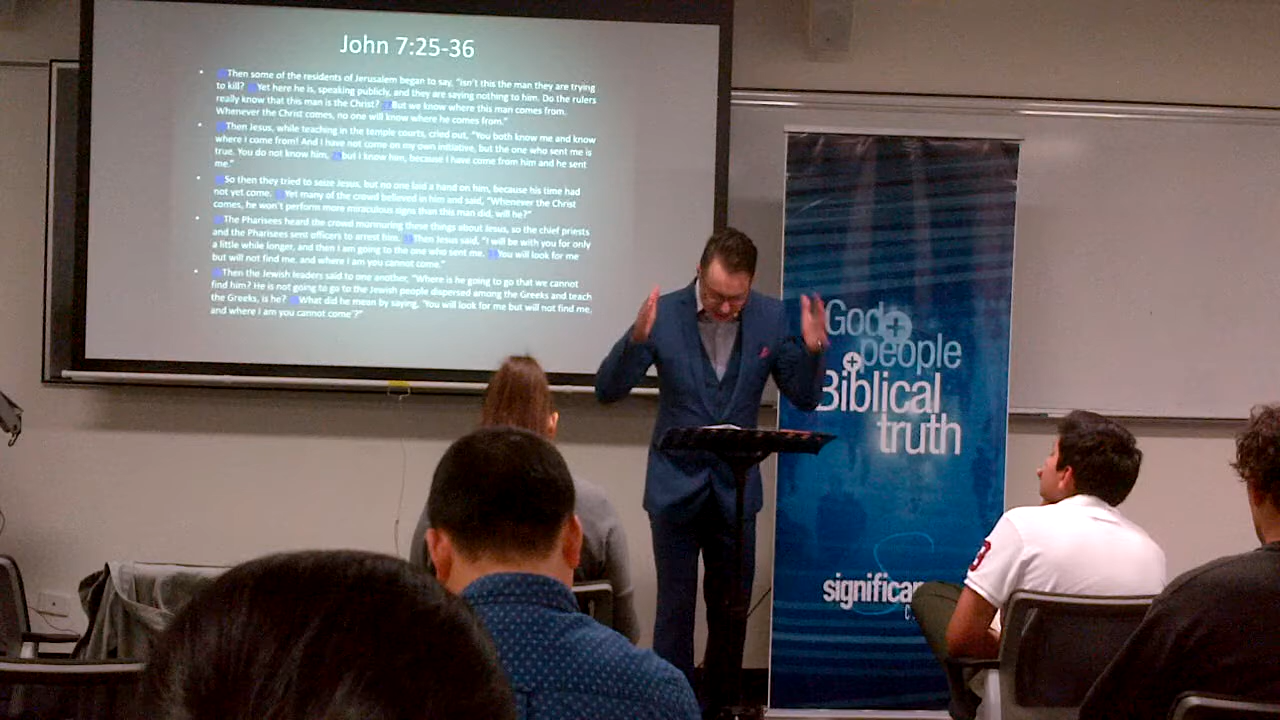 John 7:25-36
• Then some of the residents of Jerusalem began to say, "Isn't this the man they are trying
to kill? Yet here he is, speaking publicly, and they are saying nothing to him. Do the rulers
really know that this man is the Christ? 27 But we know where this man comes from.
Whenever the Christ comes, no one will know where he comes from."
• Then Jesus, while teaching in the temple courts, cried out, "You both know me and know
where I come from! And I have not come on my own initiative, but the one who sent me is
true. You do not know him, but I know him, because I have come from him and he sent
me."
• So then they tried to seize Jesus, but no one laid a hand on him, because his time had
not yet come. Yet many of the crowd believed in him and said, "Whenever the Christ
comes, he won't perform more miraculous signs than this man did, will he?"
• The Pharisees heard the crowd murmuring these things about Jesus, so the chief priests
and the Pharisees sent officers to arrest him. Then Jesus said, "I will be with you for only
a little while longer, and then I am going to the one who sent me. You will look for me
but will not find me, and where I am you cannot come."
• Then the Jewish leaders said to one another, "Where is he going to go that we cannot
find him? He is not going to go to the Jewish people dispersed among the Greeks and teach
the Greeks, is he? What did he mean by saying, 'You will look for me but will not find me,
and where I am you cannot come'?"
God+
+people
Biblical
truth
significa
C